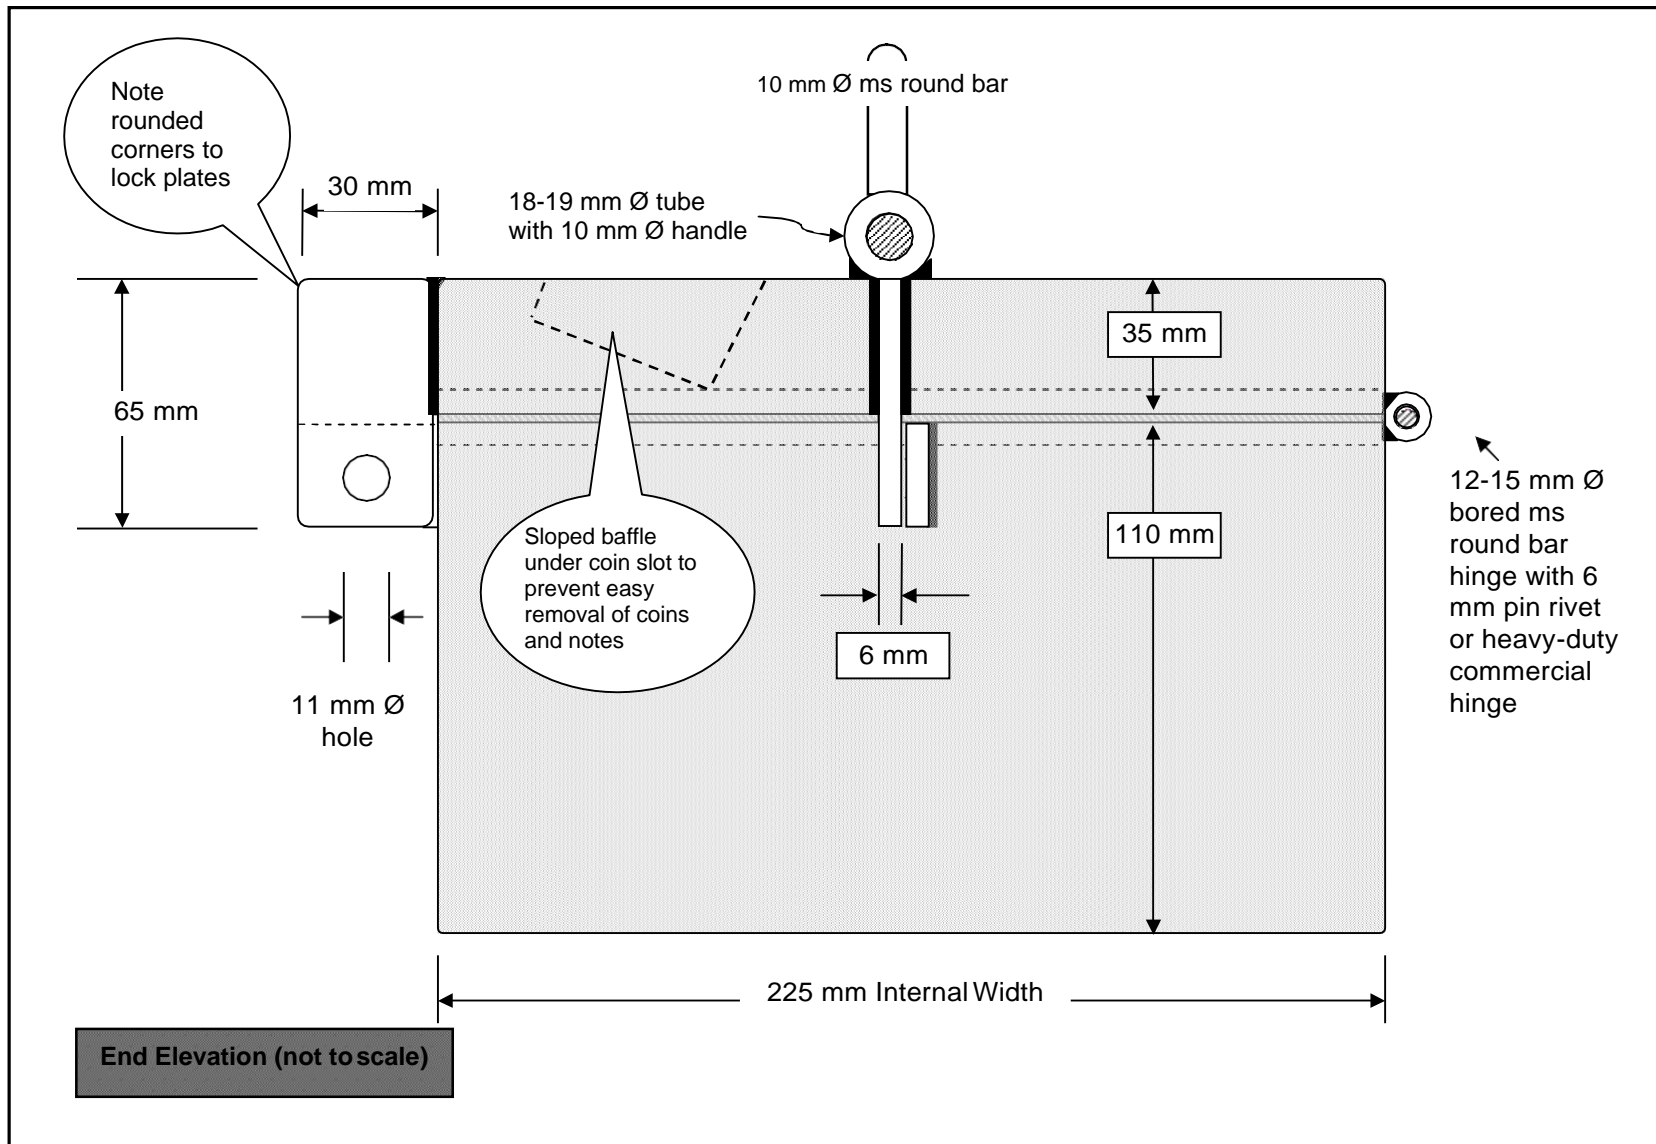 Note
rounded
corners to
lock plates
10 mm Ø ms round bar
30 mm
18-19 mm Ø tube
with 10 mm Ø handle
35 mm
65 mm
12-15 mm Ø
bored ms
round bar
hinge with 6
mm pin rivet
or heavy-duty
commercial
hinge
110 mm
Sloped baffle
under coin slot to
prevent easy
removal of coins
and notes
6 mm
11 mm Ø
hole
225 mm Internal Width
End Elevation (not to scale)